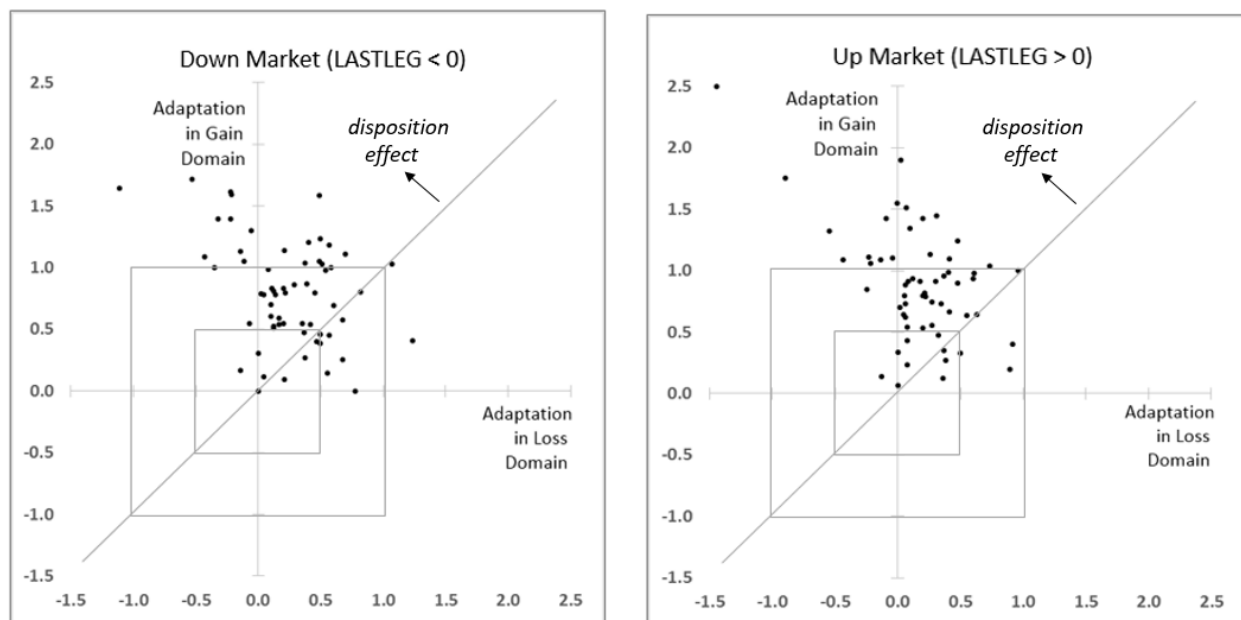 Down Market (LASTLEG < 0)
2.5
Adaptation
in Gain
Domain
disposition
effect
2.0
1.5
1.0
0.5
0.0
Adaptation
in Loss
Domain
-0.5
-1.0
-1.5
-1.5 -1.0 -0.5 0.0 0.5 1.0 1.5 2.0 2.5
Up Market (LASTLEG > 0)
2.5
Adaptation
in Gain
Domain
disposition
effect
2.0
1.5
1.0
0.5
0.0
Adaptation
in Loss
Domain
-0.5
-1.0
-1.5
-1.5 -1.0 -0.5 0.0 0.5 1.0 1.5 2.0 2.5